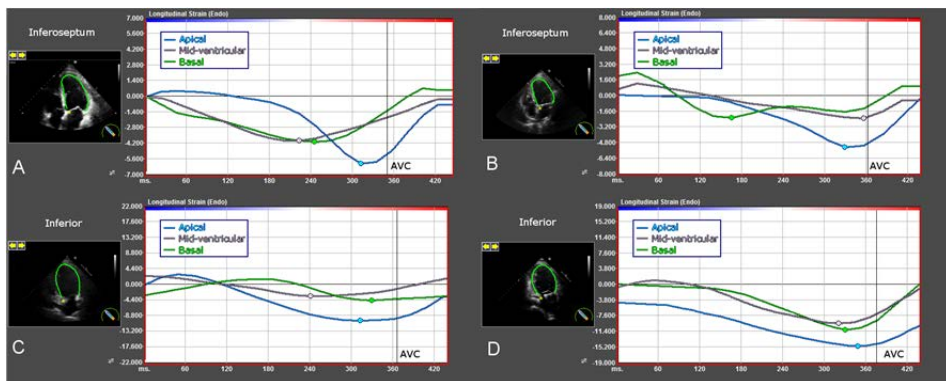 Longitudinal Strain (Endo)
7.000
5.600
4.200
2.800
1.400
0.000
-1.400
-2.800
-4.200
-5.600
-7.000
Inferoseptum
Apical
Mid-ventricular
Basal
A
AVC
ms. 60 120 180 240 300 360 420
Longitudinal Strain (Endo)
8.000
6.400
4.800
3.200
1.600
0.000
-1.600
-3.200
-4.800
-6.400
-8.000
Inferoseptum
Apical
Mid-ventricular
Basal
B
AVC
ms. 60 120 180 240 300 360 420
Longitudinal Strain (Endo)
22.000
17.600
13.200
8.800
4.400
0.000
-4.400
-8.800
-13.200
-17.600
-22.000
Inferior
Apical
Mid-ventricular
Basal
C
AVC
ms. 60 120 180 240 300 360 420
Longitudinal Strain (Endo)
19.000
15.200
11.400
7.600
3.800
0.000
-3.800
-7.600
-11.400
-15.200
-19.000
Inferior
Apical
Mid-ventricular
Basal
D
AVC
ms. 60 120 180 240 300 360 420